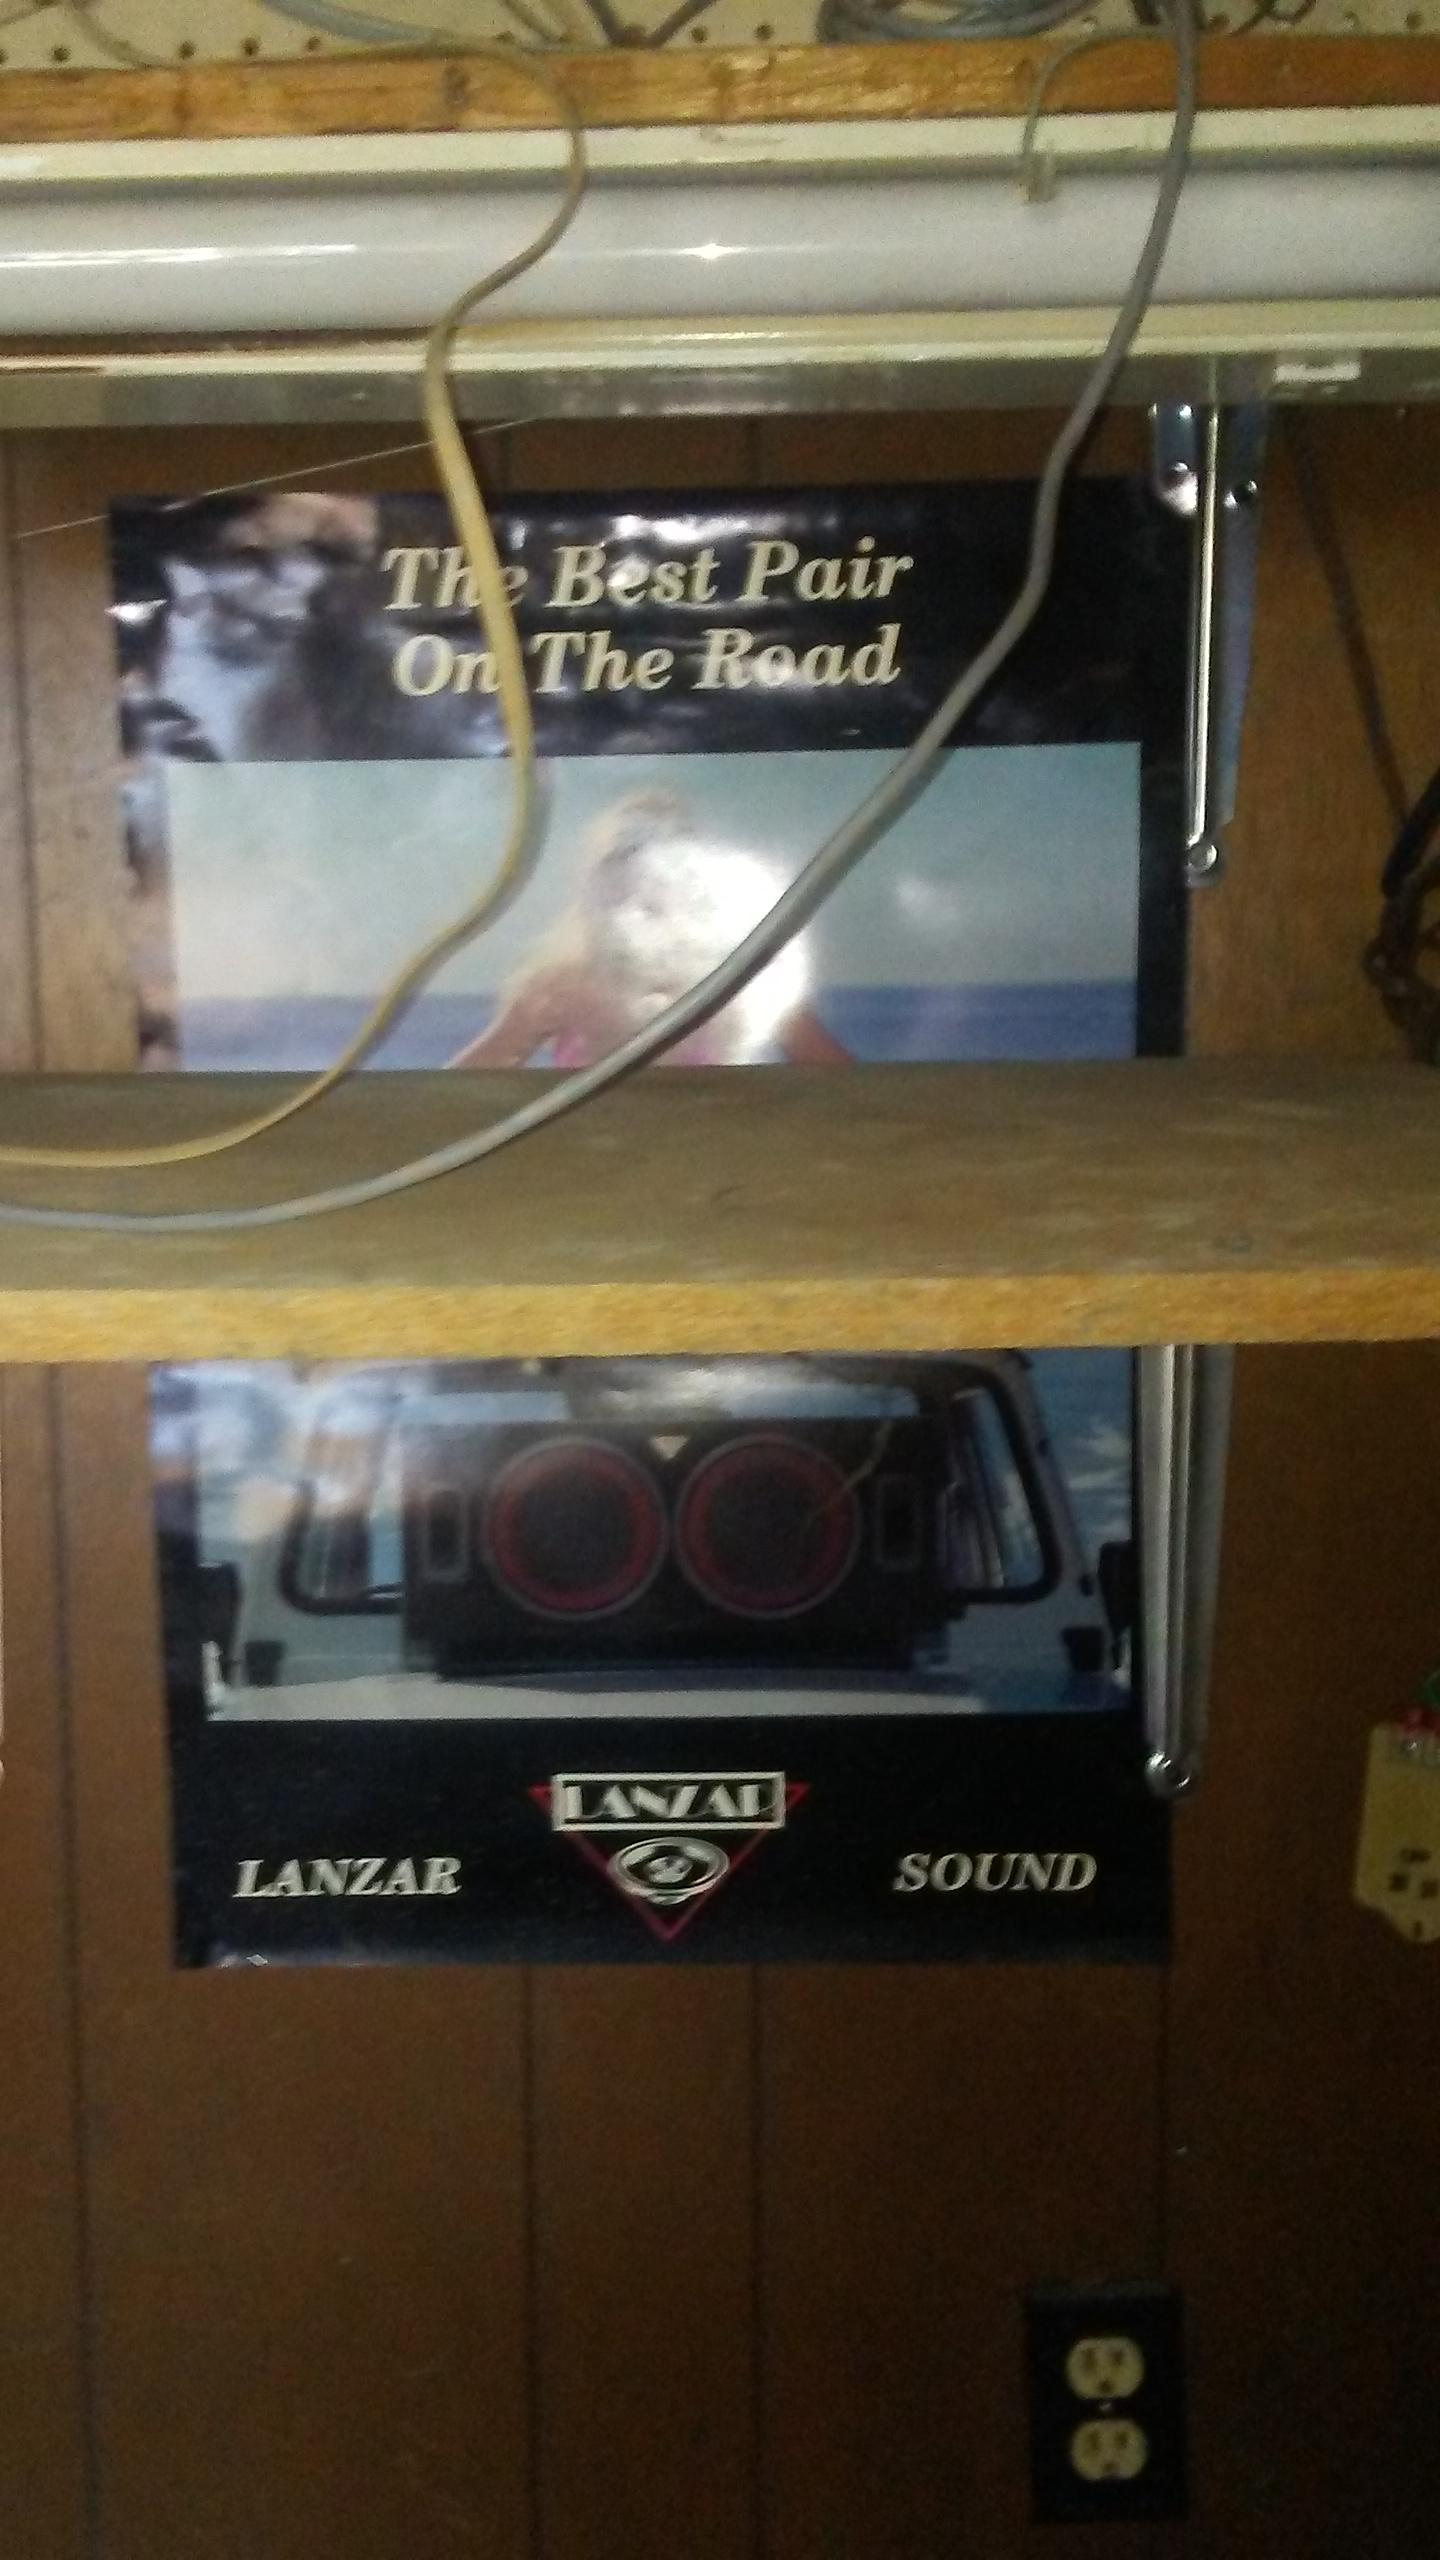 The Best Pair
On The Road
LANZAR
LANZAR
SOUND